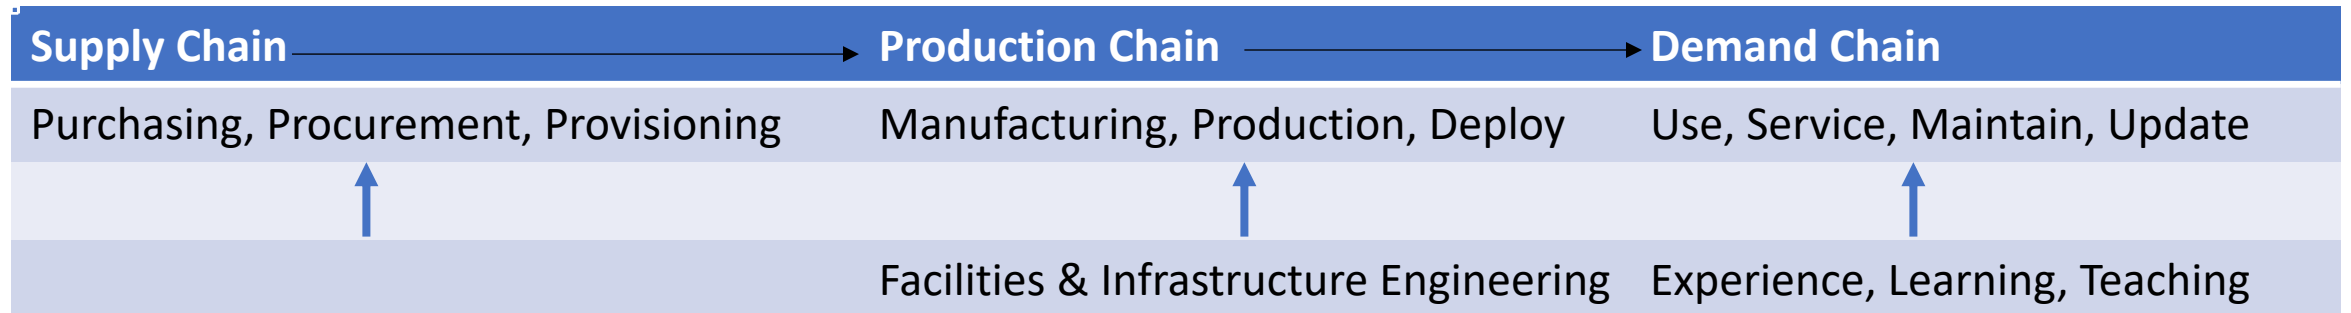 Supply Chain Production Chain Demand Chain
Purchasing, Procurement, Provisioning Manufacturing, Production, Deploy Use, Service, Maintain, Update
Facilities & Infrastructure Engineering Experience, Learning, Teaching